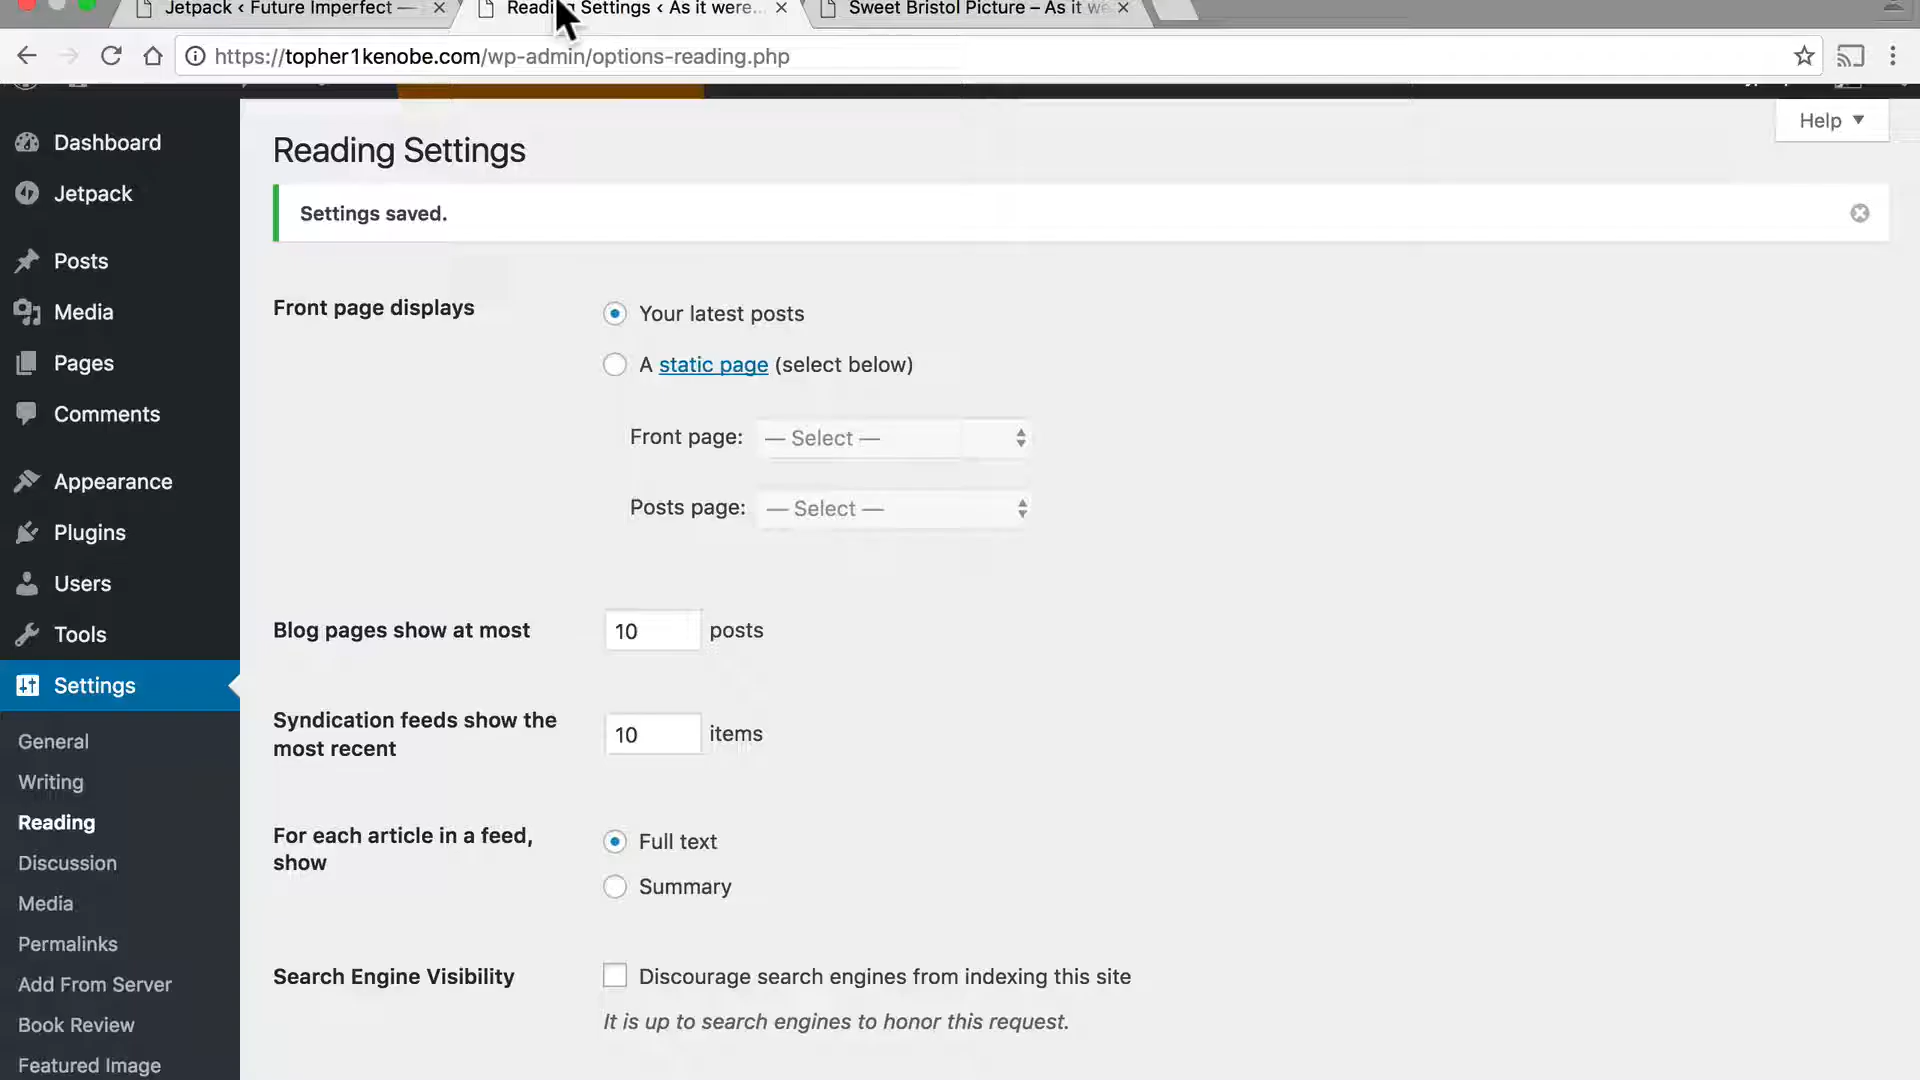 Jetpack ‹ Future Imperfect —
Reading Settings ‹ As it were...
Sweet Bristol Picture – As it we
https://topher1kenobe.com/wp-admin/options-reading.php
Help
Dashboard
Jetpack
Posts
Media
Pages
Comments
Appearance
Plugins
Users
Tools
Settings
General
Writing
Reading
Discussion
Media
Permalinks
Add From Server
Book Review
Featured Image
Reading Settings
Settings saved.
Front page displays
Your latest posts
A static page (select below)
Front page: — Select —
Posts page: — Select —
Blog pages show at most 10 posts
Syndication feeds show the
most recent
10 items
For each article in a feed,
show
Full text
Summary
Search Engine Visibility
Discourage search engines from indexing this site
It is up to search engines to honor this request.